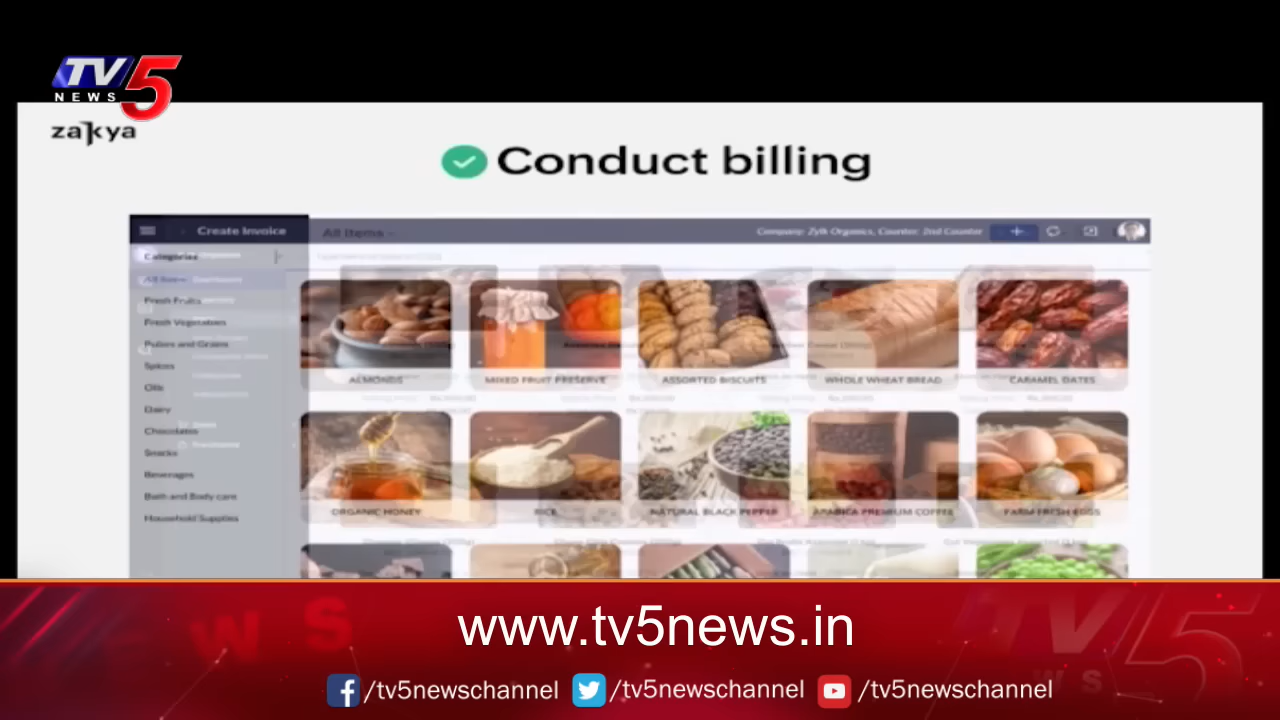 TV5
NEWS
zakya
Conduct billing
Create Invoice
All Items
Company: Zylk Organics, Counter: 2nd Counter
Categories
All Items
Fresh Fruits
Fresh Vegetables
Pulses and Grains
Spices
Oils
Dairy
Chocolates
Snacks
Beverages
Bath and Body care
Household Supplies
ALMONDS
MIXED FRUIT PRESERVE
ASSORTED BISCUITS
WHOLE WHEAT BREAD
CARAMEL DATES
ORGANIC HONEY
RICE
NATURAL BLACK PEPPER
ARABICA PREMIUM COFFEE
FARM FRESH EGGS
www.tv5news.in
/tv5newschannel
/tv5newschannel
/tv5newschannel